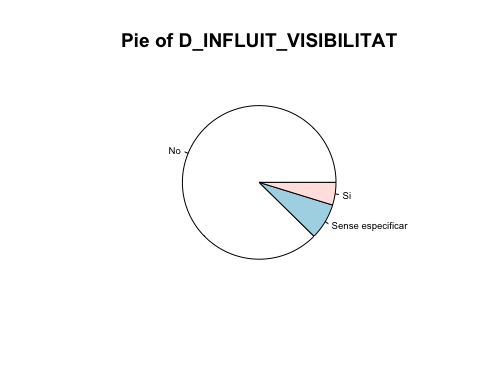 Pie of D_INFLUIT_VISIBILITAT
No
Si
Sense especificar